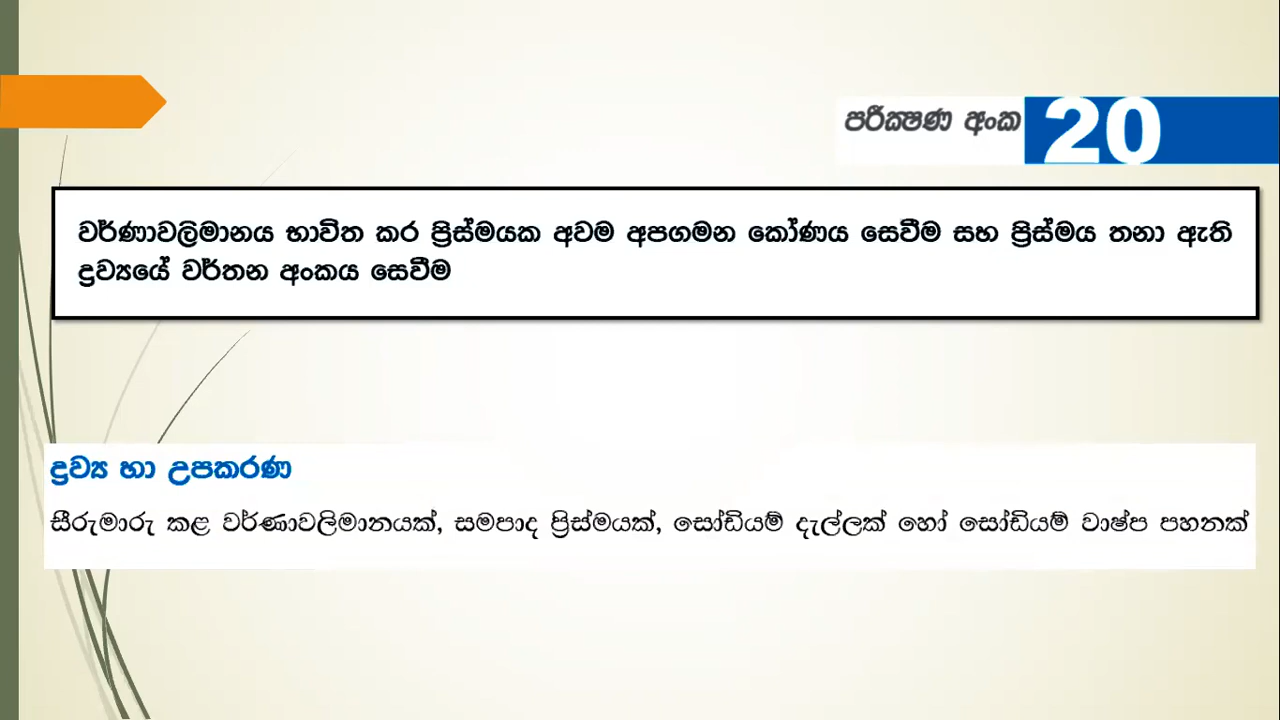 පරීක්ෂණ අංක 20
වර්ණාවලිමානය භාවිත කර ප්‍රිස්මයක අවම අපගමන කෝණය සෙවීම සහ ප්‍රිස්මය තනා ඇති
ද්‍රව්‍යයේ වර්තන අංකය සෙවීම
ද්‍රව්‍ය හා උපකරණ
සීරුමාරු කළ වර්ණාවලිමානයක්, සමපාද ප්‍රිස්මයක්, සෝඩියම් දැල්ලක් හෝ සෝඩියම් වාෂ්ප පහනක්